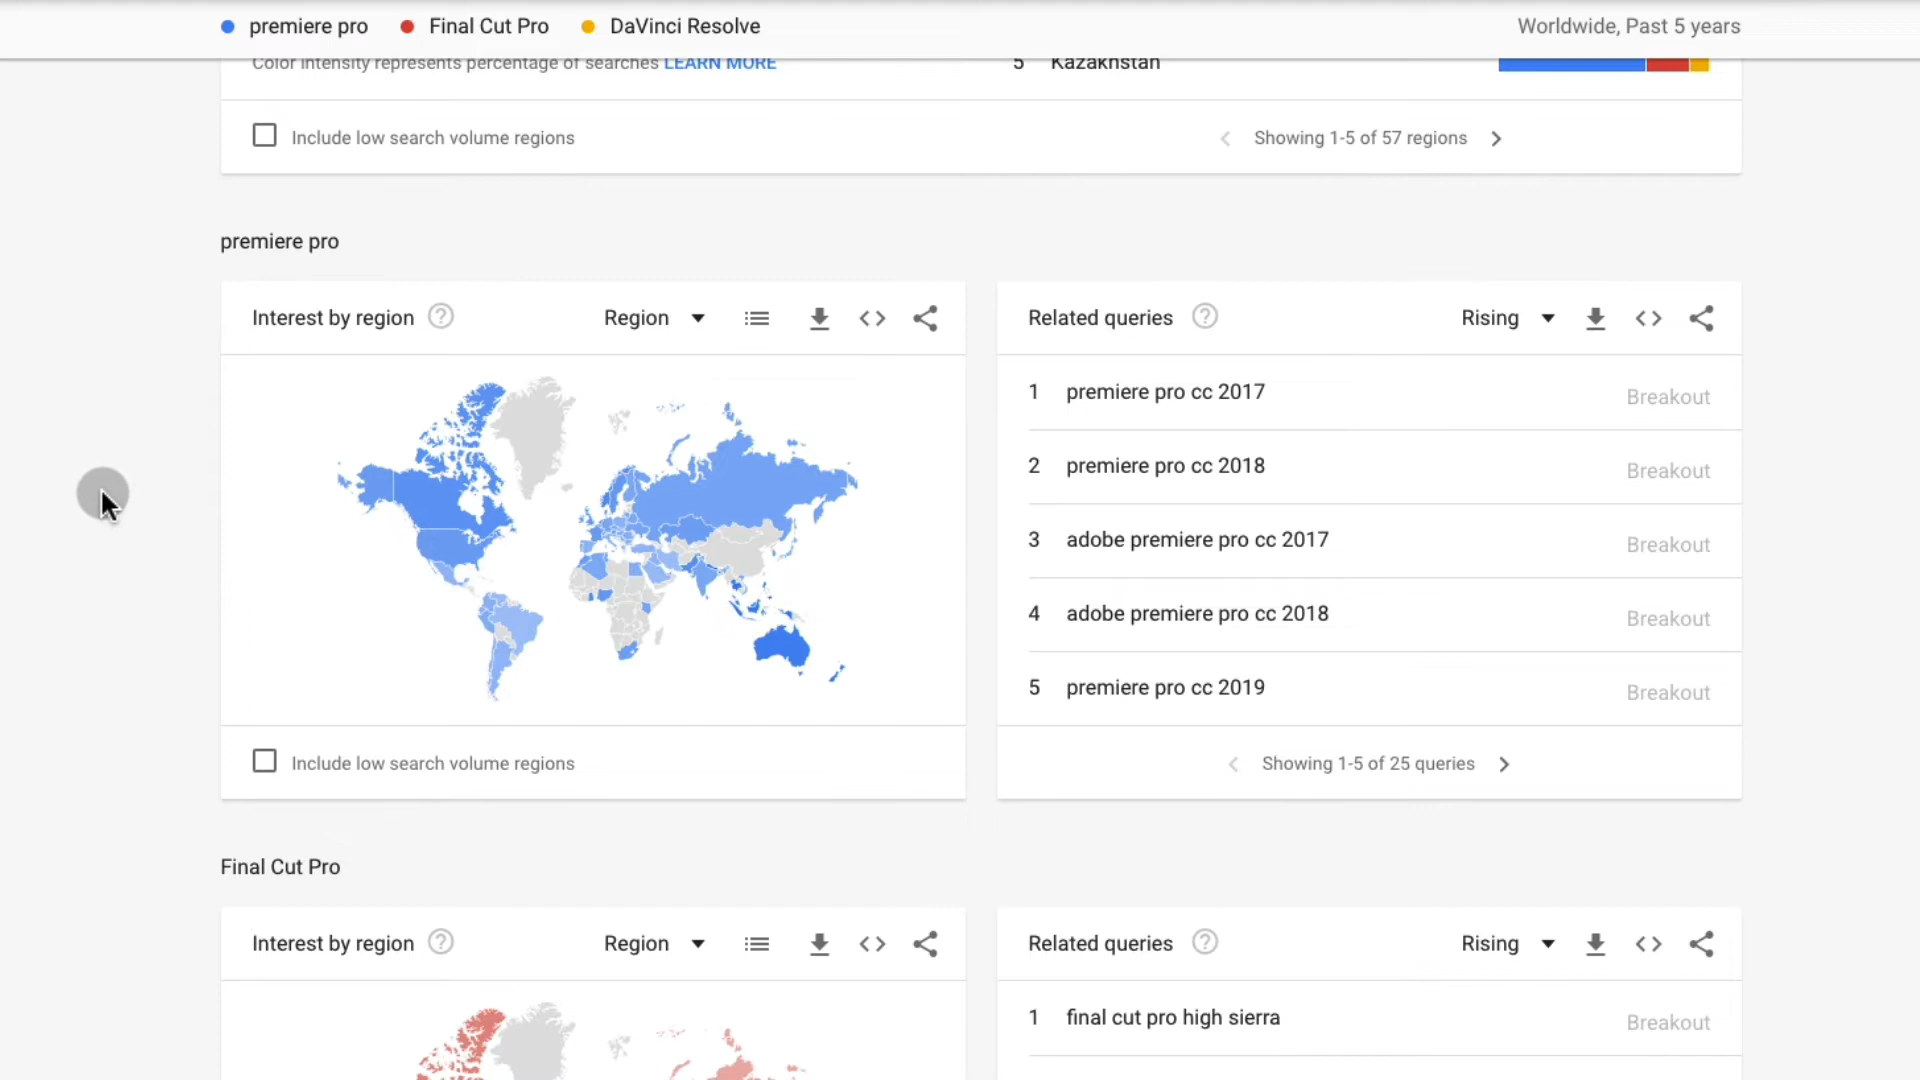 premiere pro
Final Cut Pro
DaVinci Resolve
Worldwide, Past 5 years
Color intensity represents percentage of searches LEARN MORE
5 Kazakhstan
Include low search volume regions
Showing 1-5 of 57 regions
premiere pro
Interest by region
Region
Related queries
Rising
1 premiere pro cc 2017 Breakout
2 premiere pro cc 2018 Breakout
3 adobe premiere pro cc 2017 Breakout
4 adobe premiere pro cc 2018 Breakout
5 premiere pro cc 2019 Breakout
Include low search volume regions
Showing 1-5 of 25 queries
Final Cut Pro
Interest by region
Region
Related queries
Rising
1 final cut pro high sierra Breakout